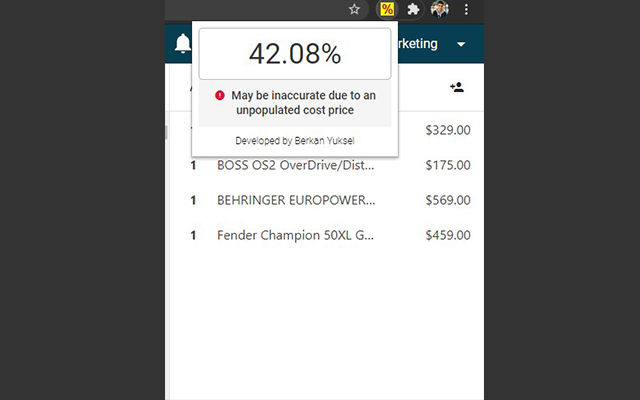 %
rketing
42.08%
May be inaccurate due to an
unpopulated cost price
Developed by Berkan Yuksel
$329.00
1 BOSS OS2 OverDrive/Dist... $175.00
1 BEHRINGER EUROPOWER... $569.00
1 Fender Champion 50XL G... $459.00